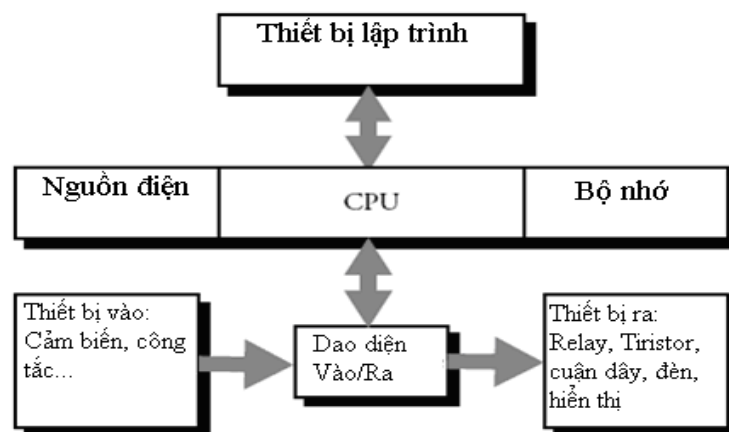 Thiết bị lập trình
Nguồn điện
CPU
Bộ nhớ
Thiết bị vào:
Cảm biến, công
tắc...
Dao diện
Vào/Ra
Thiết bị ra:
Relay, Tiristor,
cuận dây, đèn,
hiển thị